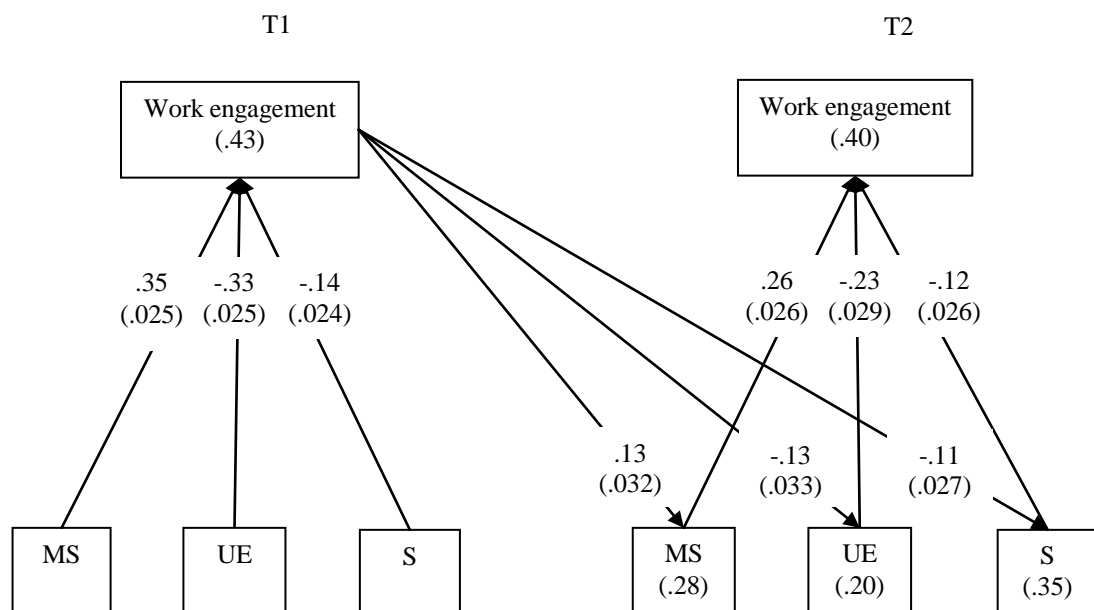 T1 T2
Work engagement
(.43)
Work engagement
(.40)
.35 -.33 -.14
(.025) (.025) (.024)
.26 -.23 -.12
(.026) (.029) (.026)
.13
(.032)
-.13
(.033)
-.11
(.027)
MS
UE
S
MS
(.28)
UE
(.20)
S
(.35)